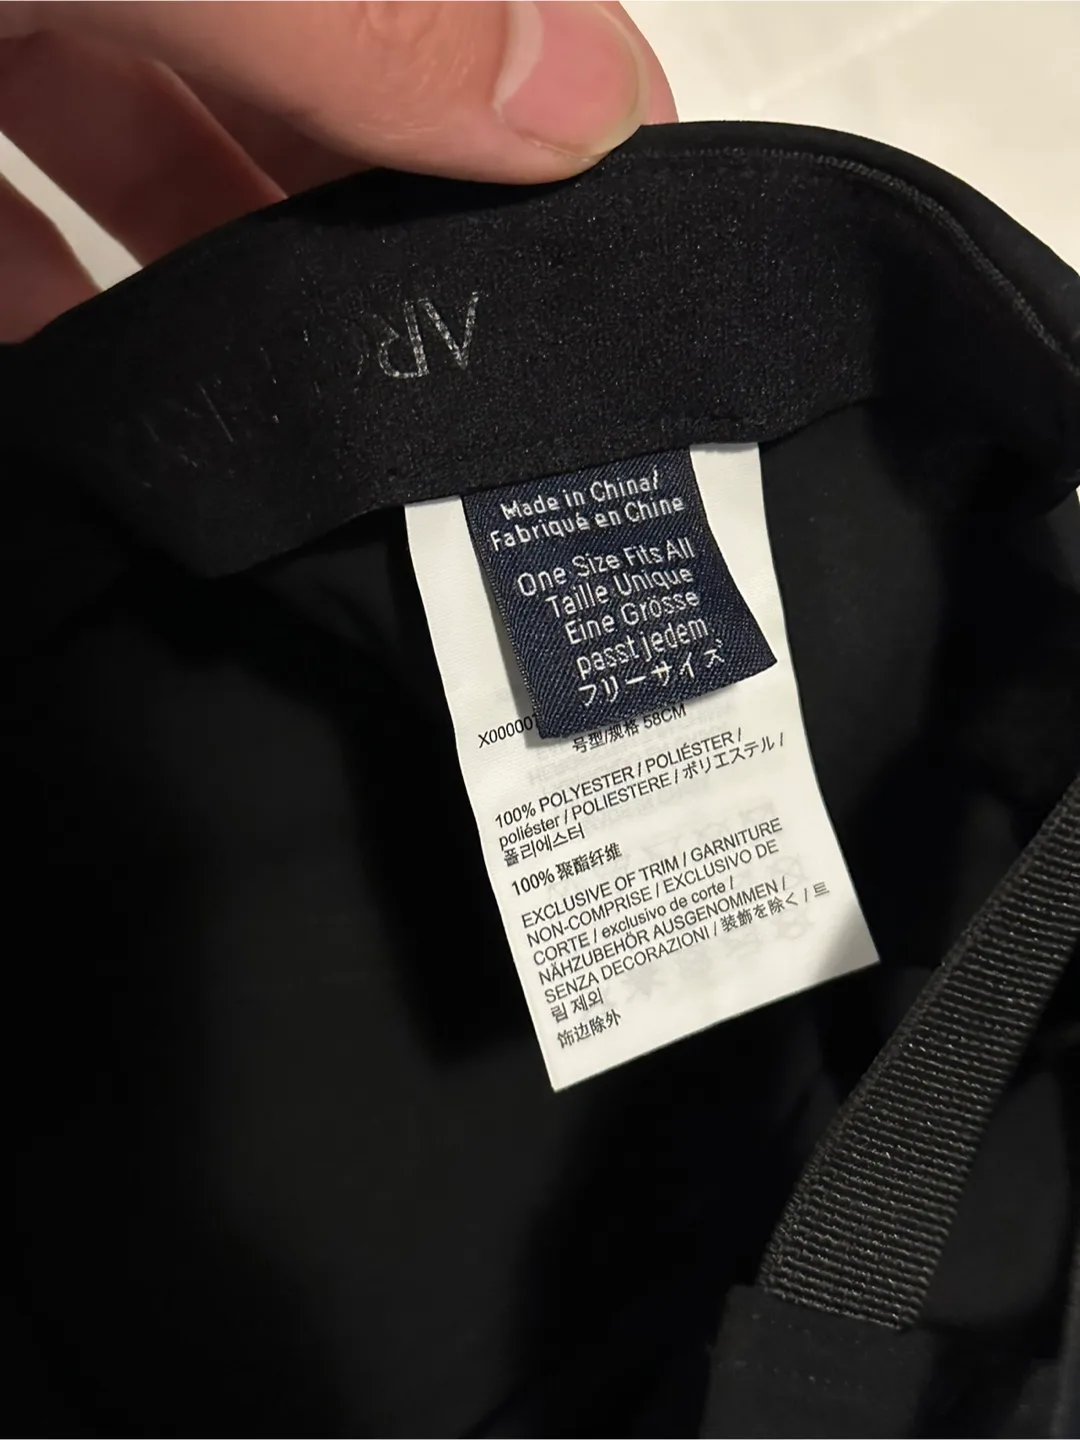 AR
Made in China/
Fabriqué en Chine
One Size Fits All
Taille Unique
Eine Grösse
passt jedem
フリーサイズ
号型/规格 58CM
100% POLYESTER / POLIÉSTER /
poliéster / POLIESTERE / ポリエステル /
폴리에스터
100% 聚酯纤维
EXCLUSIVE OF TRIM / GARNITURE
NON-COMPRISE / EXCLUSIVO DE
CORTE / exclusivo de corte /
NÄHZUBEHÖR AUSGENOMMEN /
SENZA DECORAZIONI / 装飾を除く / 트
림 제외
饰边除外